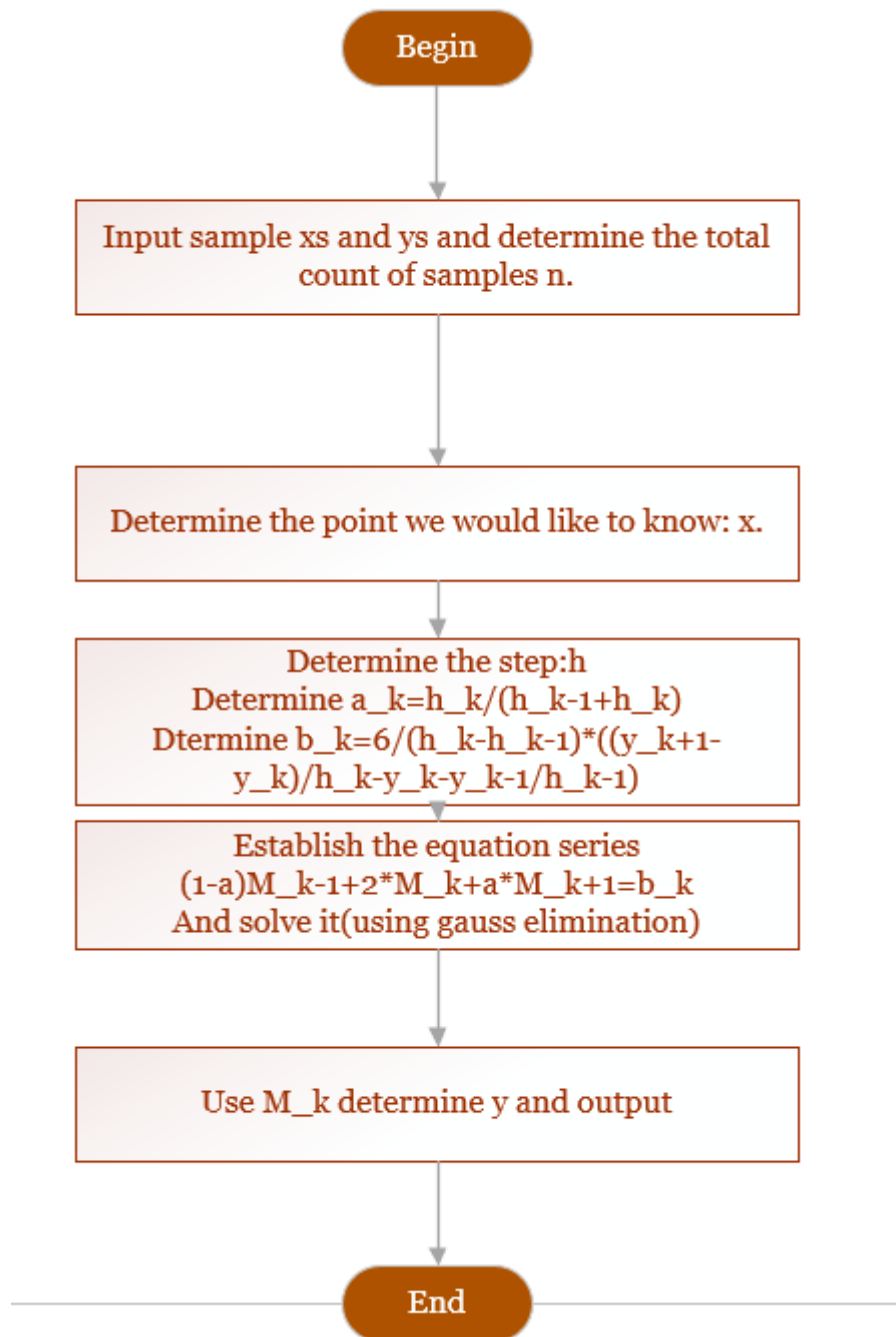 Begin
Input sample xs and ys and determine the total
count of samples n.
Determine the point we would like to know: x.
Determine the step:h
Determine a_k=h_k/(h_k-1+h_k)
Dtermine b_k=6/(h_k-h_k-1)*((y_k+1-
y_k)/h_k-y_k-y_k-1/h_k-1)
Establish the equation series
(1-a)M_k-1+2*M_k+a*M_k+1=b_k
And solve it(using gauss elimination)
Use M_k determine y and output
End